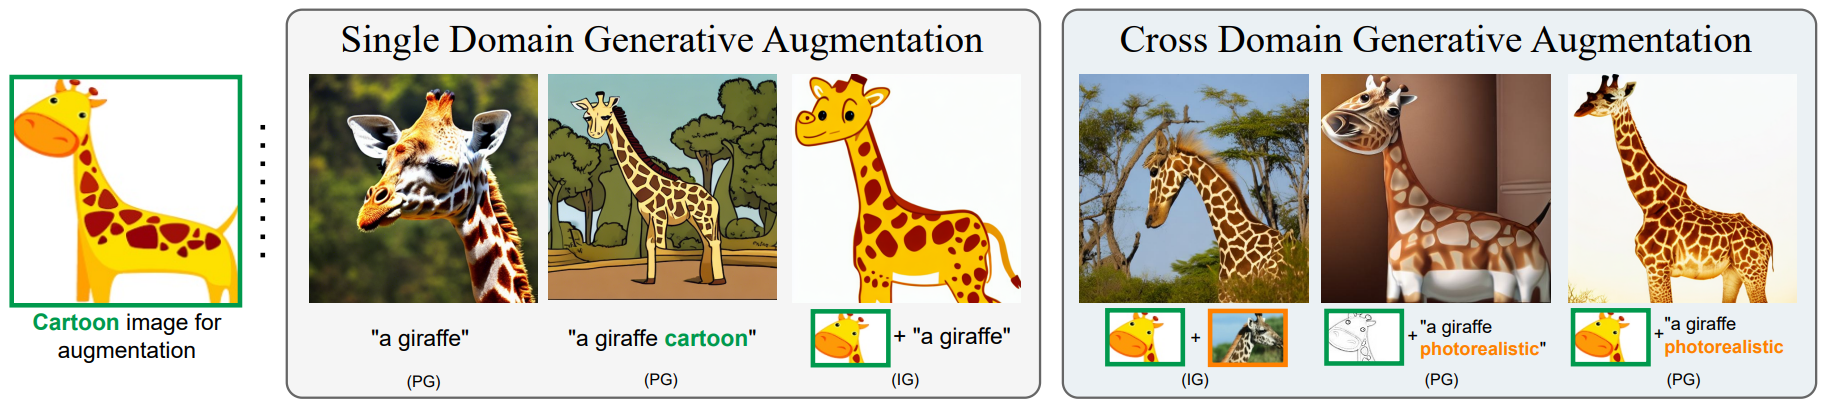 Single Domain Generative Augmentation
Cross Domain Generative Augmentation
Cartoon image for
augmentation
"a giraffe"
(PG)
"a giraffe cartoon"
(PG)
+ "a giraffe"
(IG)
+
(IG)
+"a giraffe
photorealistic"
(PG)
+"a giraffe
photorealistic
(PG)